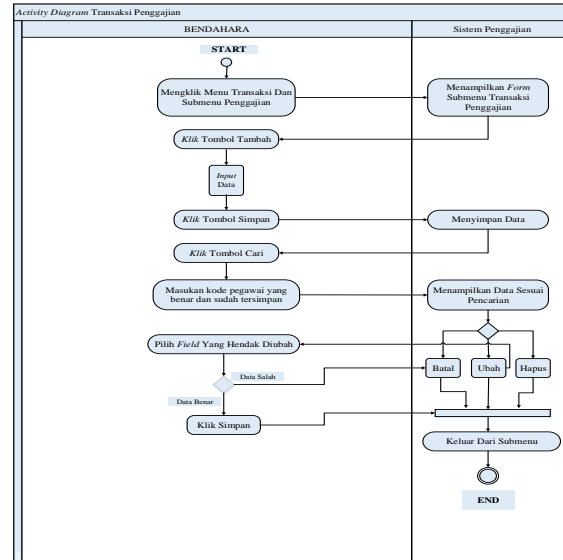 Activity Diagram Transaksi Penggajian
BENDAHARA
Sistem Penggajian
START
Mengklik Menu Transaksi Dan
Submenu Penggajian
Menampilkan Form
Submenu Transaksi
Penggajian
Klik Tombol Tambah
Input
Data
Klik Tombol Simpan
Menyimpan Data
Klik Tombol Cari
Masukan kode pegawai yang
benar dan sudah tersimpan
Menampilkan Data Sesuai
Pencarian
Pilih Field Yang Hendak Diubah
Batal
Ubah
Hapus
Data Salah
Data Benar
Klik Simpan
Keluar Dari Submenu
END